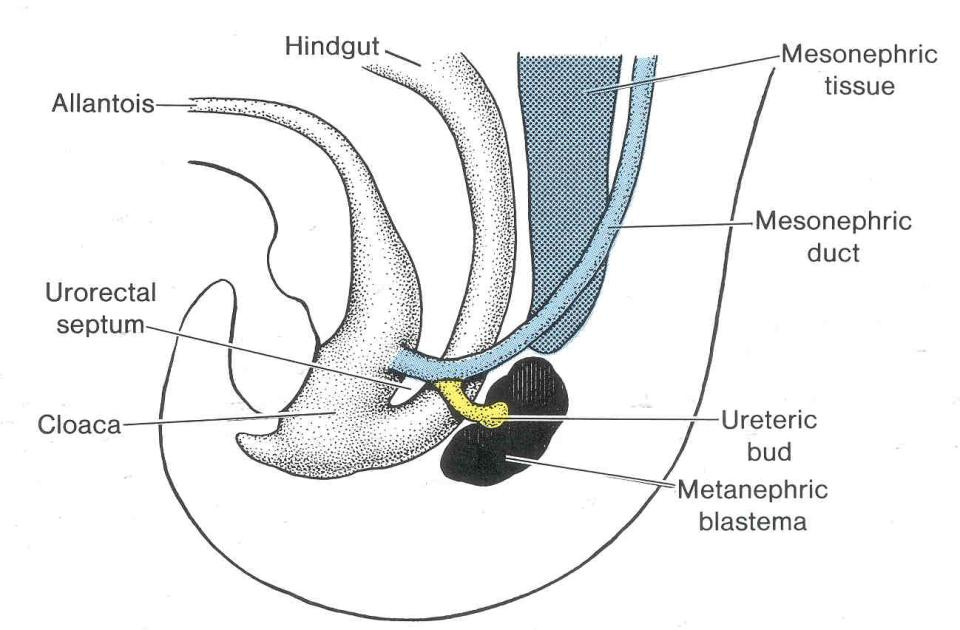 Hindgut
Mesonephric
tissue
Allantois
Mesonephric
duct
Urorectal
septum
Cloaca
Ureteric
bud
Metanephric
blastema